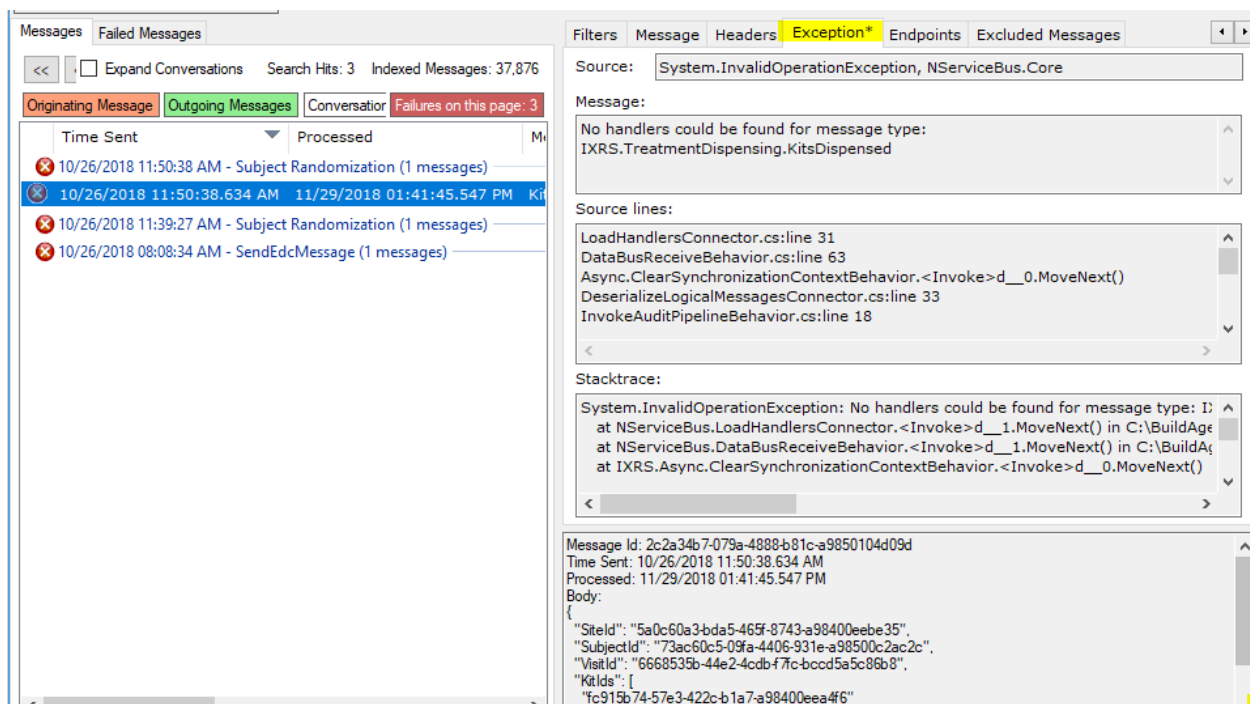 Messages Failed Messages
<< Expand Conversations Search Hits: 3 Indexed Messages: 37,876
Originating Message Outgoing Messages Conversation Failures on this page: 3
Time Sent Processed
10/26/2018 11:50:38 AM - Subject Randomization (1 messages)
10/26/2018 11:50:38.634 AM 11/29/2018 01:41:45.547 PM Kit
10/26/2018 11:39:27 AM - Subject Randomization (1 messages)
10/26/2018 08:08:34 AM - SendEdcMessage (1 messages)
Filters Message Headers Exception* Endpoints Excluded Messages
Source: System.InvalidOperationException, NServiceBus.Core
Message:
No handlers could be found for message type:
IXRS.TreatmentDispensing.KitsDispensed
Source lines:
LoadHandlersConnector.cs:line 31
DataBusReceiveBehavior.cs:line 63
Async.ClearSynchronizationContextBehavior.<Invoke>d__0.MoveNext()
DeserializeLogicalMessagesConnector.cs:line 33
InvokeAuditPipelineBehavior.cs:line 18
Stacktrace:
System.InvalidOperationException: No handlers could be found for message type:
at NServiceBus.LoadHandlersConnector.<Invoke>d__1.MoveNext() in C:\BuildAge
at NServiceBus.DataBusReceiveBehavior.<Invoke>d__1.MoveNext() in C:\BuildAg
at IXRS.Async.ClearSynchronizationContextBehavior.<Invoke>d__0.MoveNext()
Message Id: 2c2a34b7-079a-4888-b81c-a9850104d09d
Time Sent: 10/26/2018 11:50:38.634 AM
Processed: 11/29/2018 01:41:45.547 PM
Body:
{
"SiteId": "5a0c60a3-bda5-465f-8743-a98400eebe35",
"SubjectId": "73ac60c5-09fa-4406-931e-a98500c2ac2c",
"VisitId": "6668535b-44e2-4cdb-f7fc-bccd5a5c86b8",
"KitIds": [
"fc915b74-57e3-422c-b1a7-a98400eea4f6"